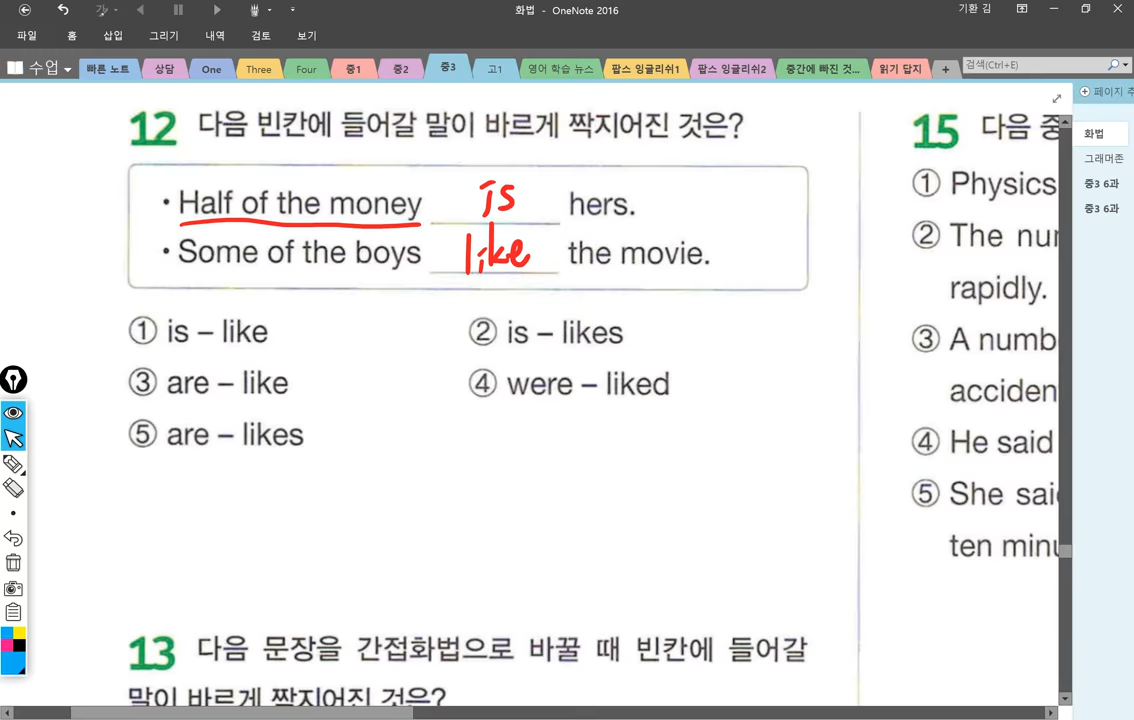 화법 - OneNote 2016
기환 김
파일 홈 삽입 그리기 내역 검토 보기
수업 빠른 노트 상담 One Three Four 중1 중2 중3 고1 영어 학습 뉴스 팝스 잉글리쉬1 팝스 잉글리쉬2 중간에 빠진 것... 읽기 답지 + 검색(Ctrl+E)
페이지 추
화법
그래머존
중3 6과
중3 6과
12 다음 빈칸에 들어갈 말이 바르게 짝지어진 것은?
• Half of the money is hers.
• Some of the boys like the movie.
① is – like ② is – likes
③ are – like ④ were – liked
⑤ are – likes
13 다음 문장을 간접화법으로 바꿀 때 빈칸에 들어갈
말이 바르게 짝지어진 것은?
15 다음 중
① Physics
② The nur
rapidly.
③ A numb
acciden
④ He said
⑤ She said
ten minu